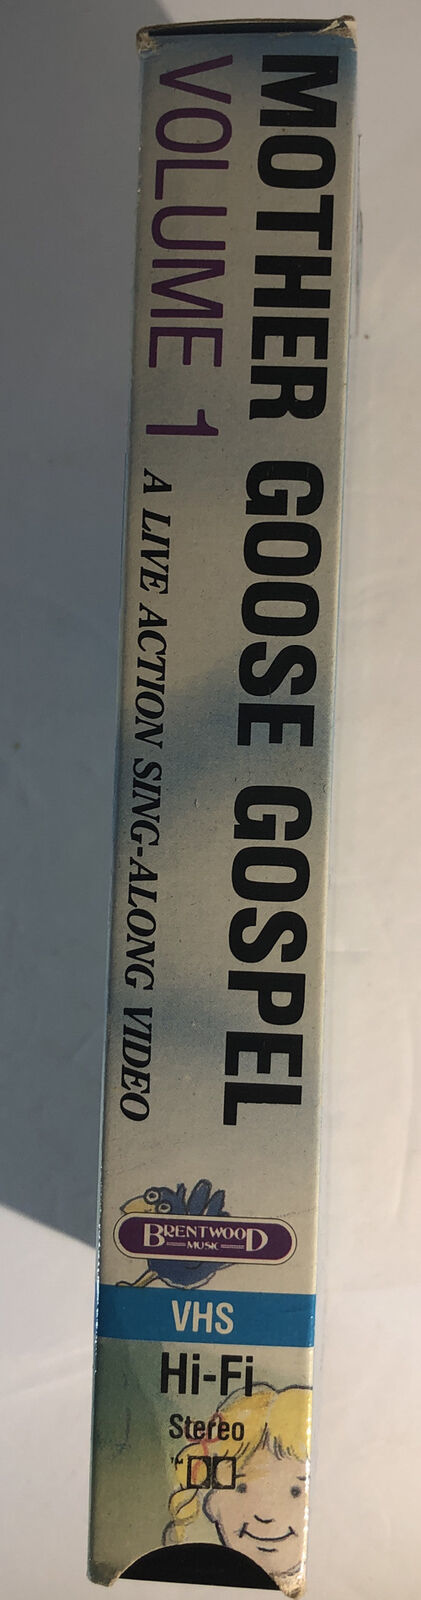 MOTHER GOOSE GOSPEL
VOLUME 1
A LIVE ACTION SING-ALONG VIDEO
BRENTWOOD
MUSIC
VHS
Hi-Fi
Stereo